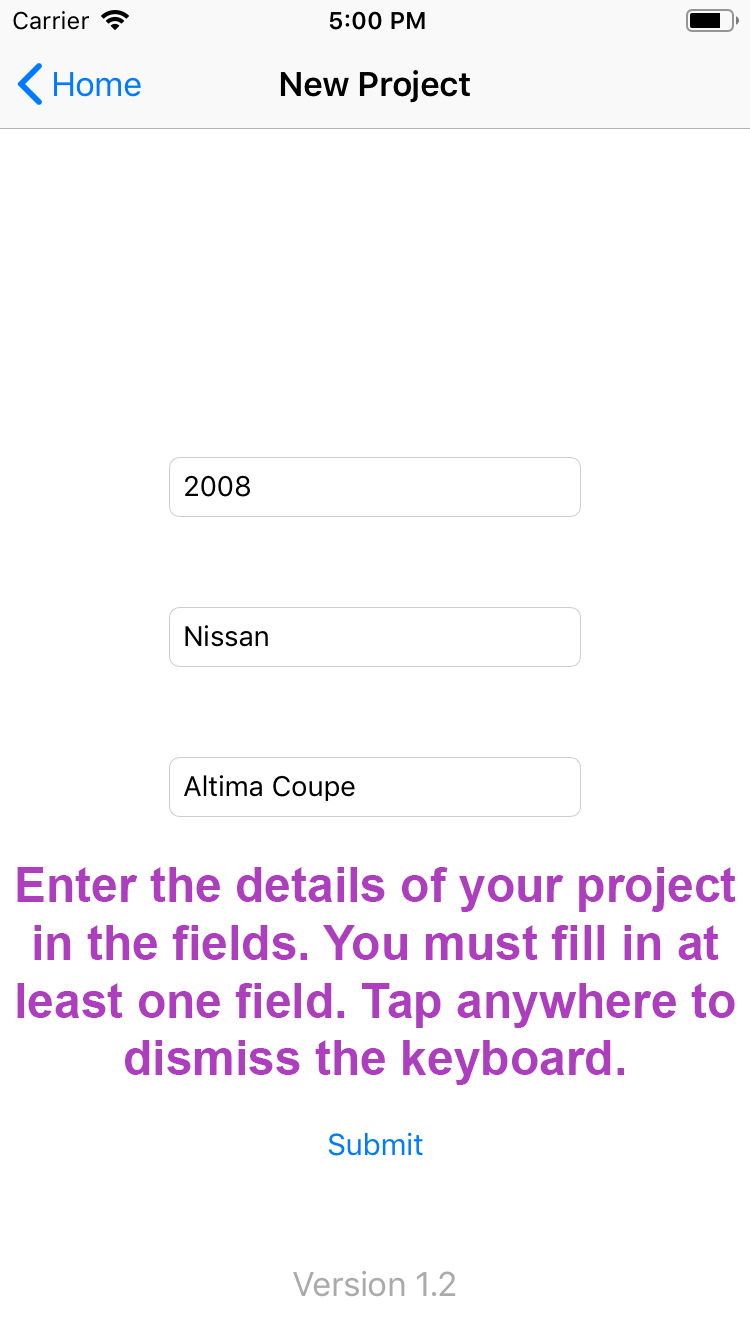 Carrier 5:00 PM
Home New Project
2008
Nissan
Altima Coupe
Enter the details of your project
in the fields. You must fill in at
least one field. Tap anywhere to
dismiss the keyboard.
Submit
Version 1.2